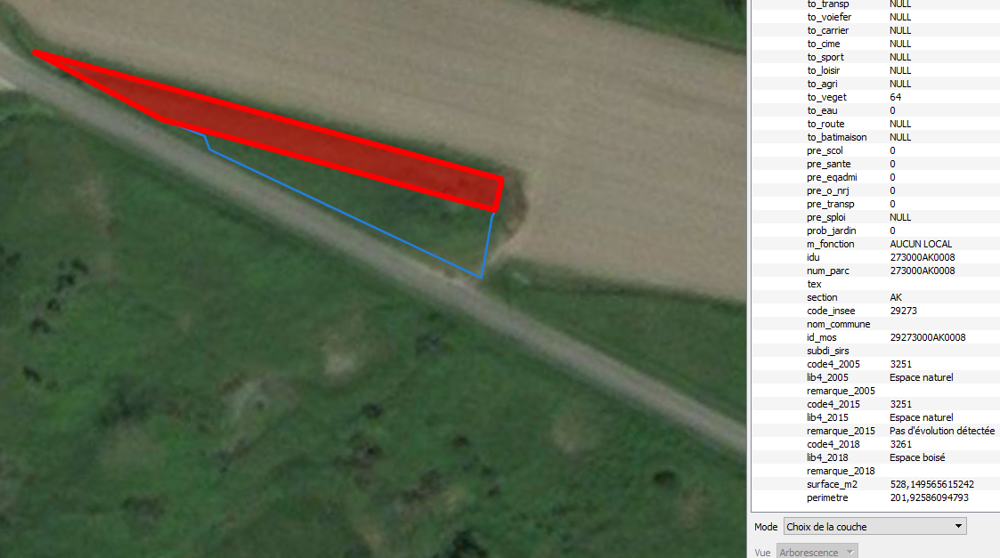 to_transp NULL
to_voiefer NULL
to_carrier NULL
to_cime NULL
to_sport NULL
to_loisir NULL
to_agri NULL
to_veget 64
to_eau 0
to_route NULL
to_batimaison NULL
pre_scol 0
pre_sante 0
pre_eqadmi 0
pre_o_nrj 0
pre_transp 0
pre_sploi NULL
prob_jardin 0
m_fonction AUCUN LOCAL
idu 273000AK0008
num_parc 273000AK0008
tex
section AK
code_insee 29273
nom_commune
id_mos 29273000AK0008
subdi_sirs
code4_2005 3251
lib4_2005 Espace naturel
remarque_2005
code4_2015 3251
lib4_2015 Espace naturel
remarque_2015 Pas d'évolution détectée
code4_2018 3261
lib4_2018 Espace boisé
remarque_2018
surface_m2 528,149565615242
perimetre 201,92586094793
Mode Choix de la couche
Vue Arborescence